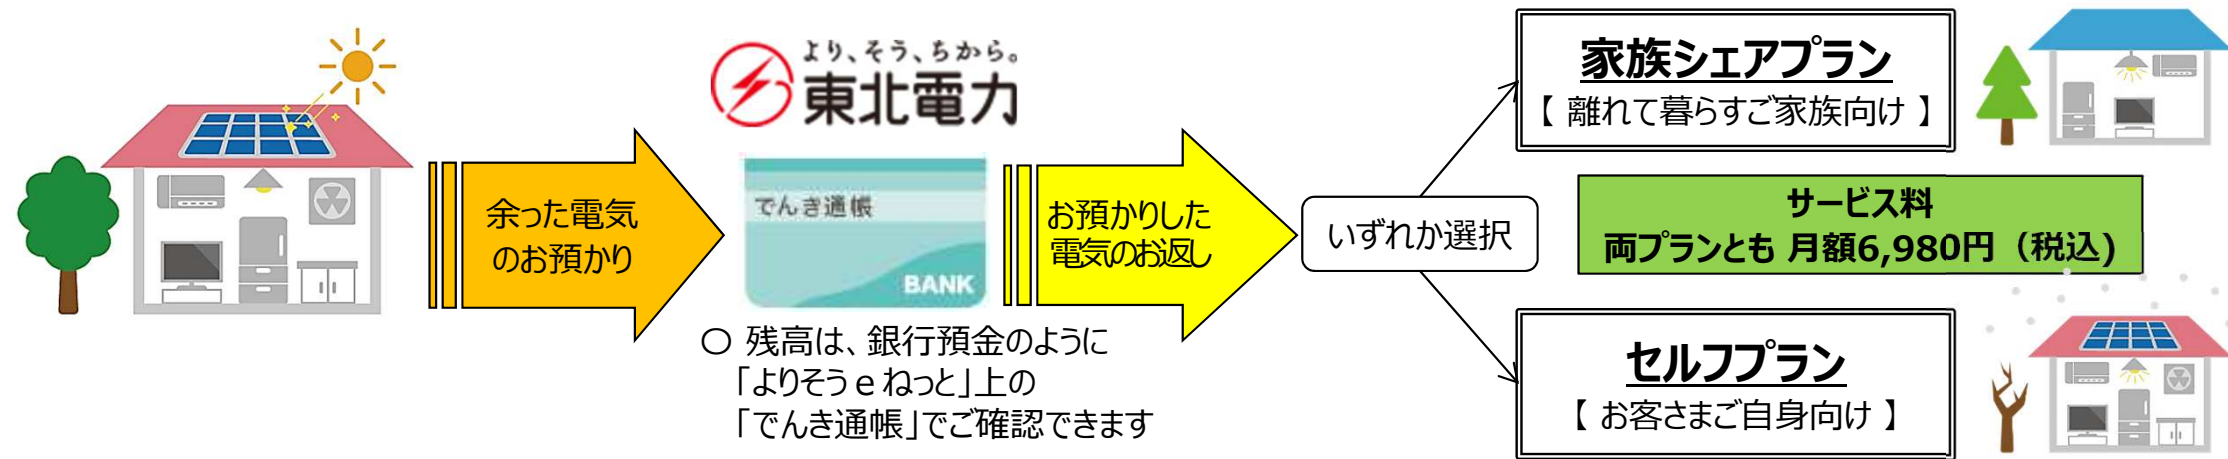 余った電気
のお預かり
より、そう、ちから。
東北電力
でんき通帳
BANK
〇 残高は、銀行預金のように
「よりそうｅねっと」上の
「でんき通帳」でご確認できます
お預かりした
電気のお返し
いずれか選択
家族シェアプラン
【 離れて暮らすご家族向け 】
サービス料
両プランとも 月額6,980円（税込)
セルフプラン
【 お客さまご自身向け 】